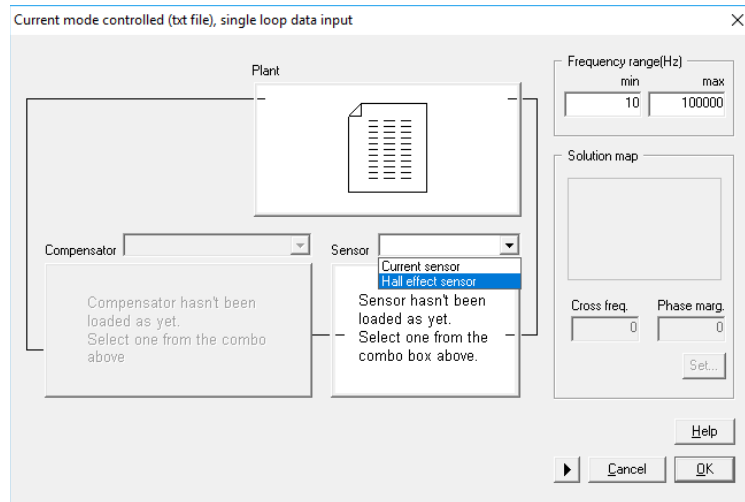 Current mode controlled (txt file), single loop data input
Plant
Frequency range(Hz)
min max
10 100000
Solution map
Compensator
Sensor
Current sensor
Hall effect sensor
Compensator hasn't been
loaded as yet.
Select one from the combo
above
Sensor hasn't been
loaded as yet.
Select one from the
combo box above.
Cross freq. Phase marg.
0 0
Set...
Help
Cancel OK